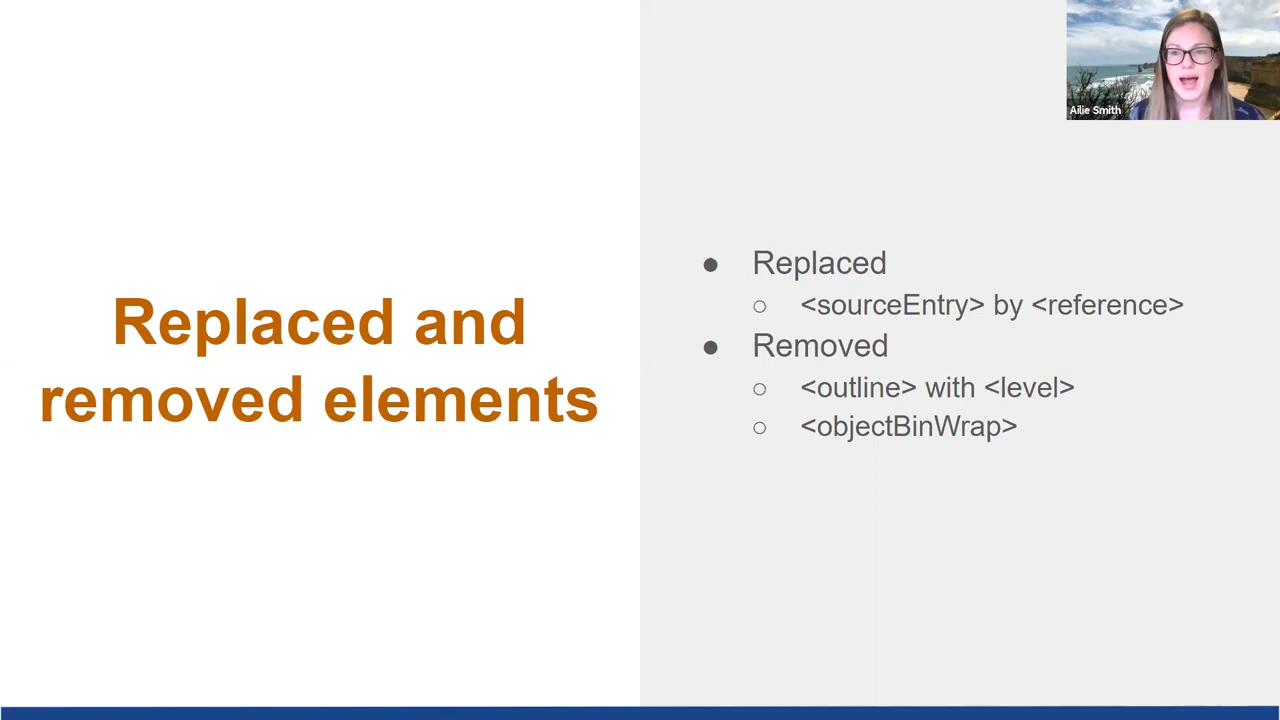 Replaced and
removed elements
● Replaced
○ <sourceEntry> by <reference>
● Removed
○ <outline> with <level>
○ <objectBinWrap>
Ailie Smith